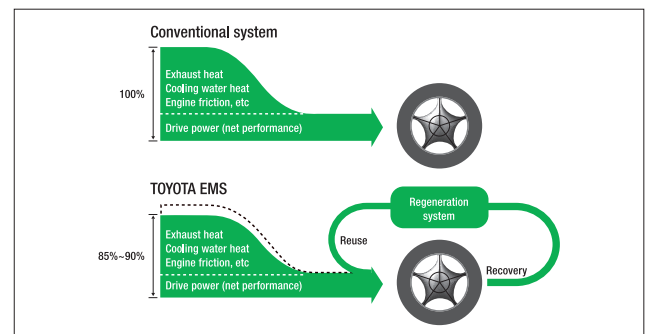 Conventional system
100%
Exhaust heat
Cooling water heat
Engine friction, etc
Drive power (net performance)
TOYOTA EMS
85%~90%
Exhaust heat
Cooling water heat
Engine friction, etc
Drive power (net performance)
Regeneration
system
Reuse
Recovery